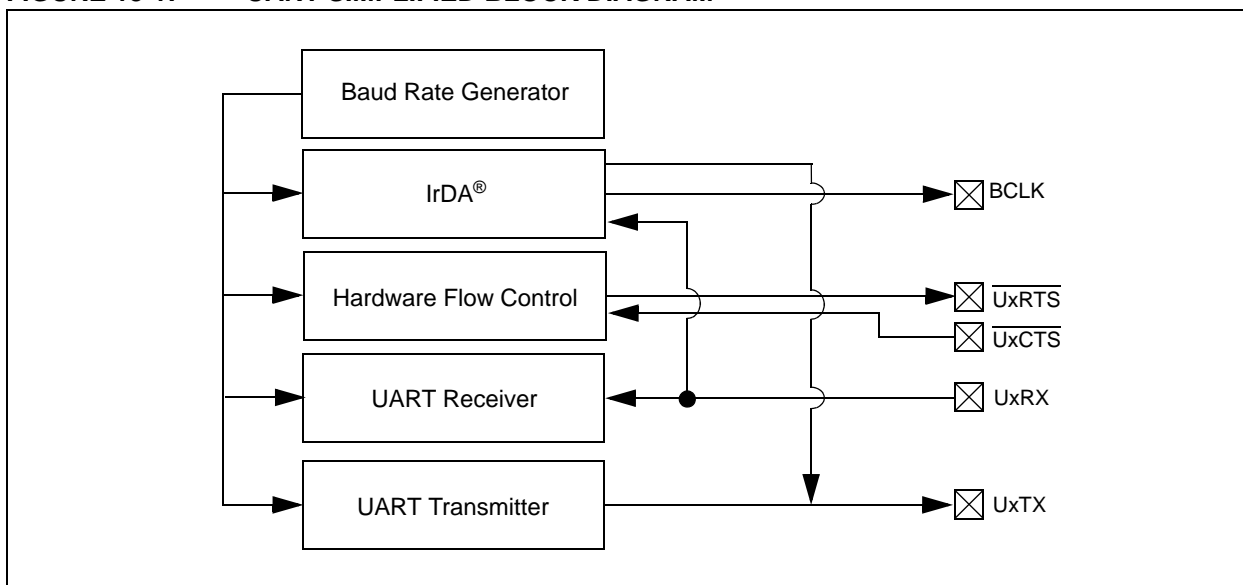 Baud Rate Generator
IrDA®
BCLK
Hardware Flow Control
UxRTS
UxCTS
UART Receiver
UxRX
UART Transmitter
UxTX